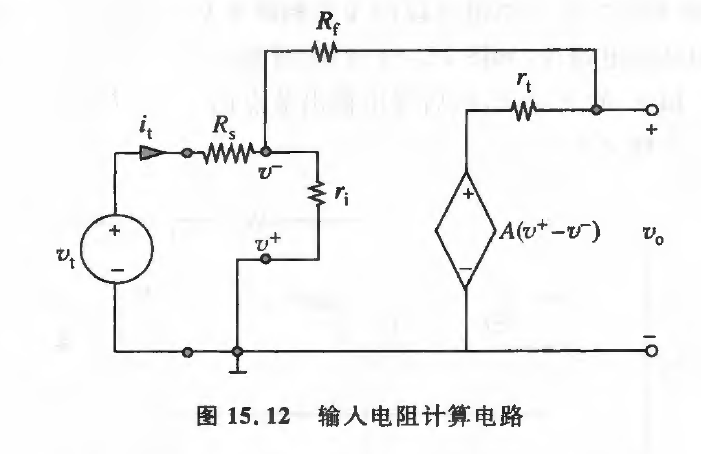 R_f
r_t
i_t
R_s
v^-
r_i
v^+
+
v_t
−
+
A(v^+−v^-)
−
+
v_o
−
图 15.12 输入电阻计算电路